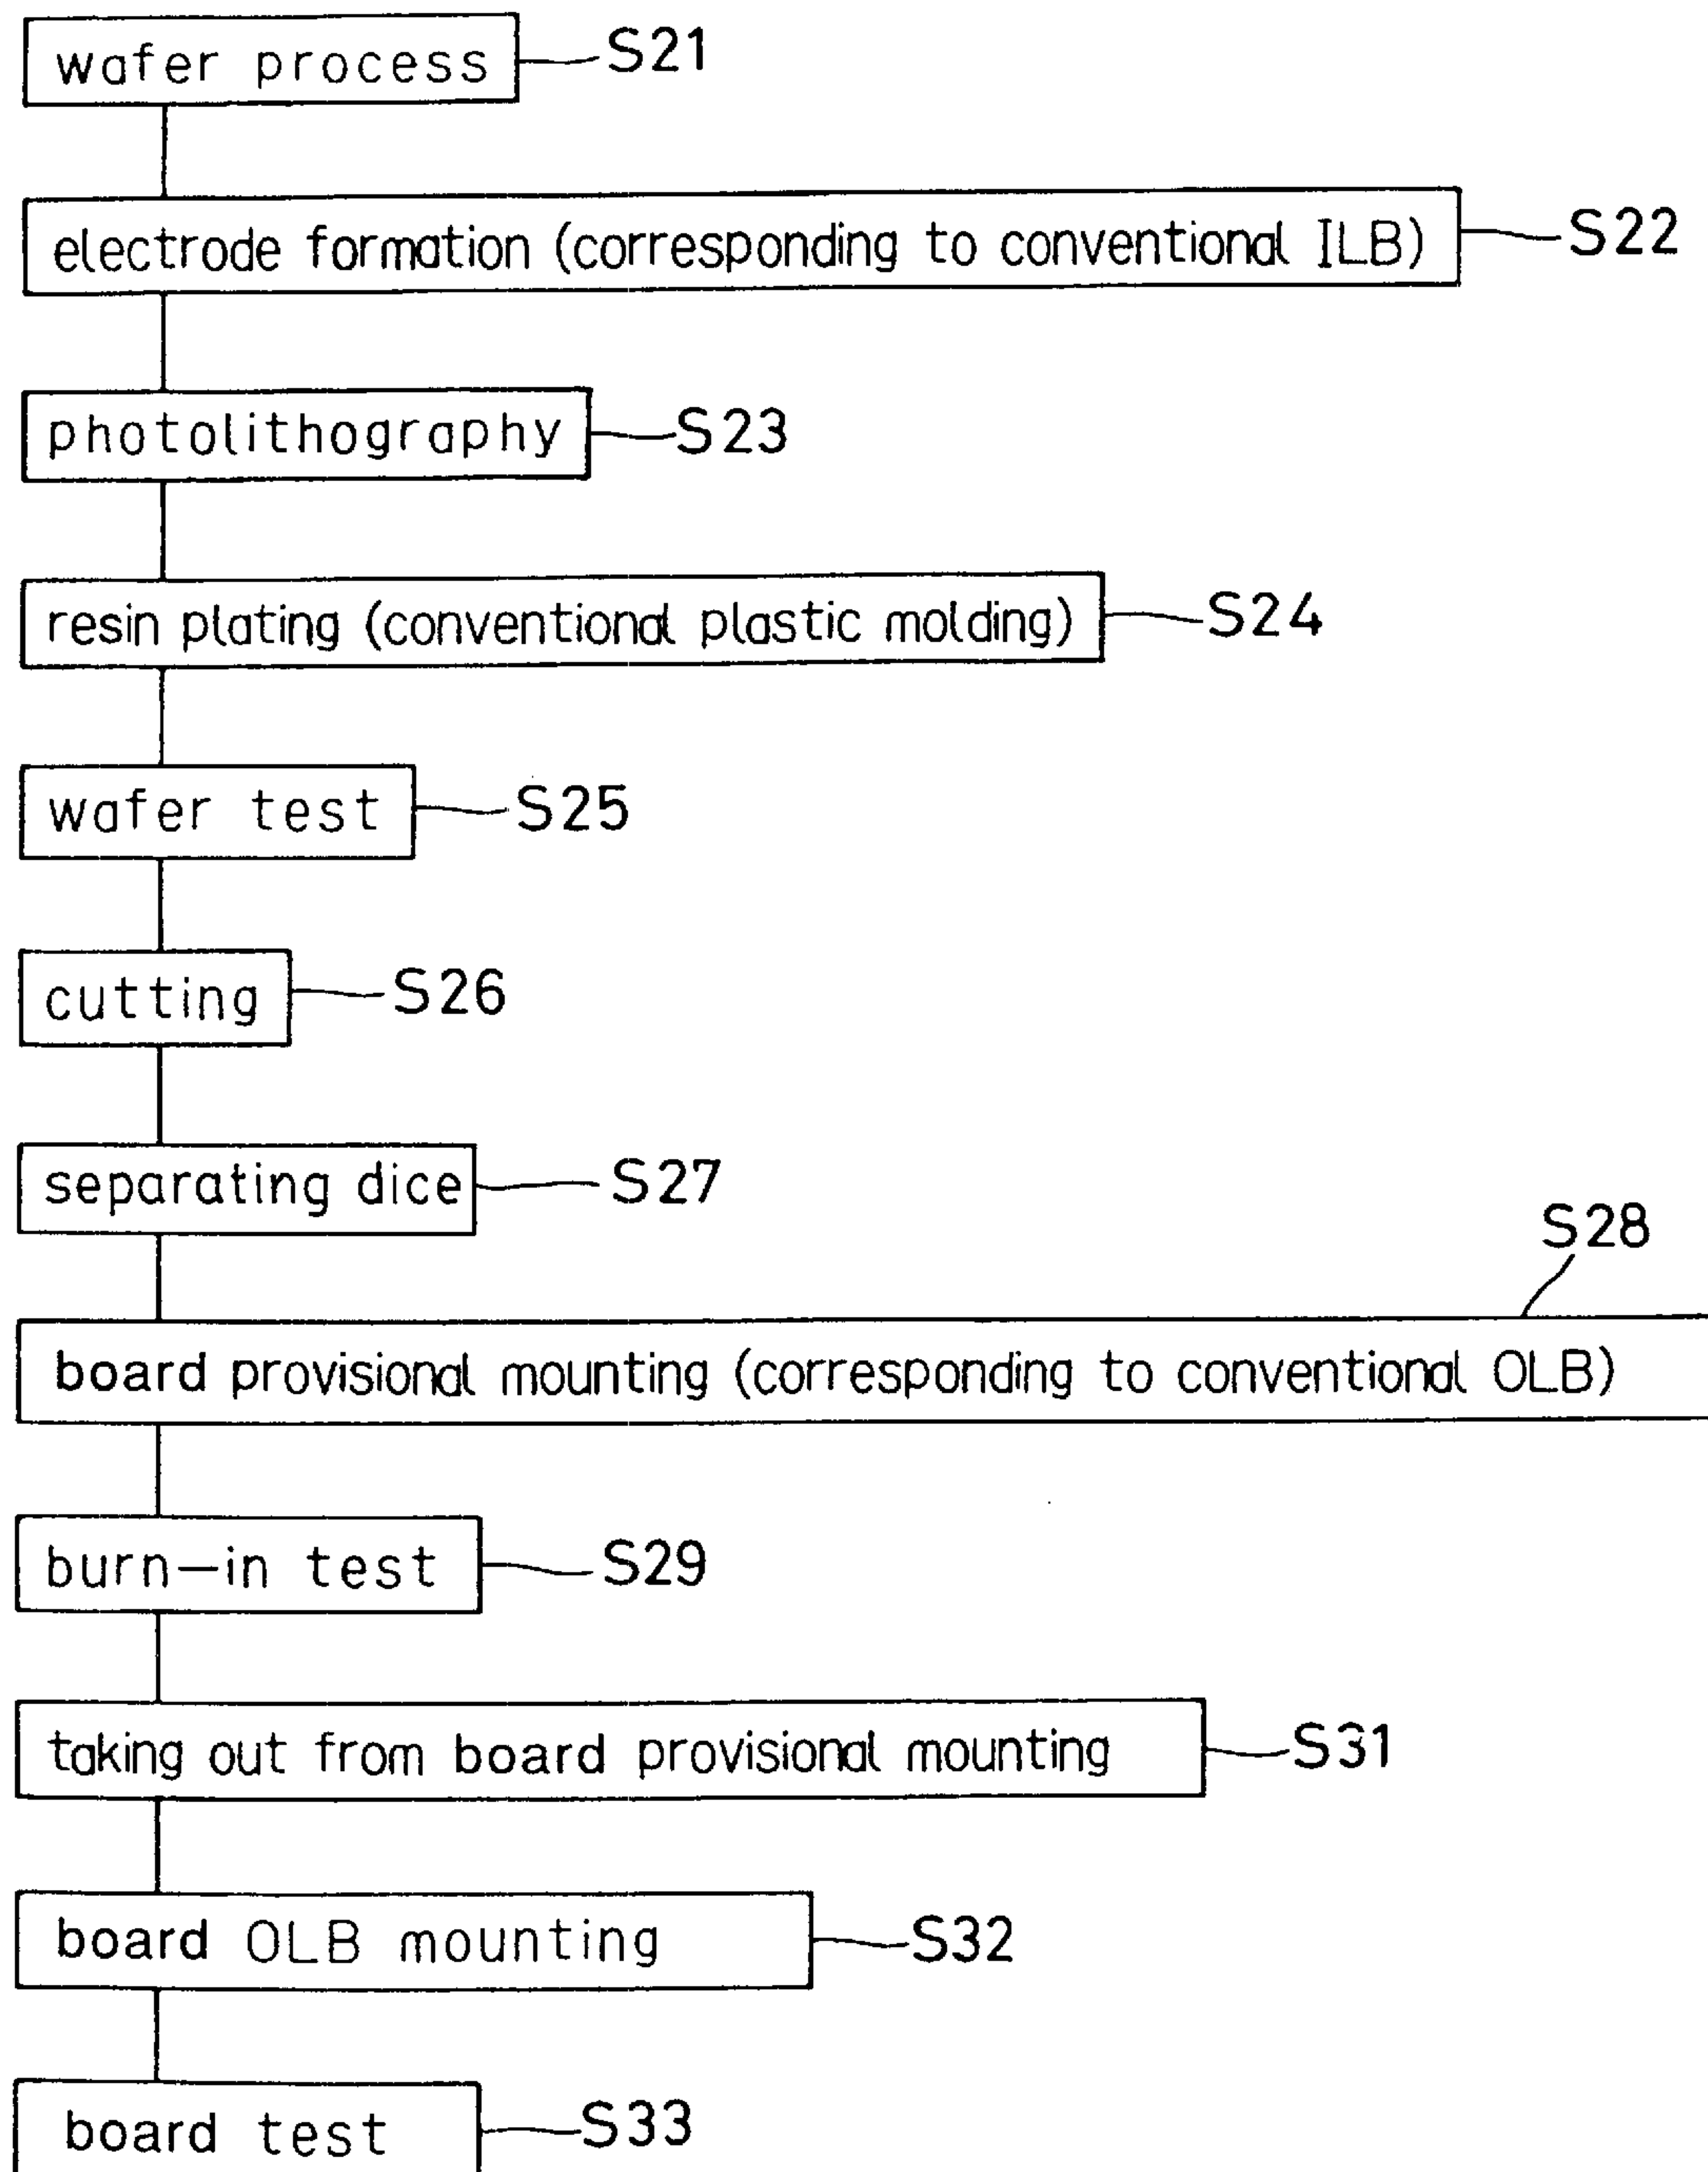 wafer process S21
electrode formation (corresponding to conventional ILB) S22
photolithography S23
resin plating (conventional plastic molding) S24
wafer test S25
cutting S26
separating dice S27
S28
board provisional mounting (corresponding to conventional OLB)
burn-in test S29
taking out from board provisional mounting S31
board OLB mounting S32
board test S33